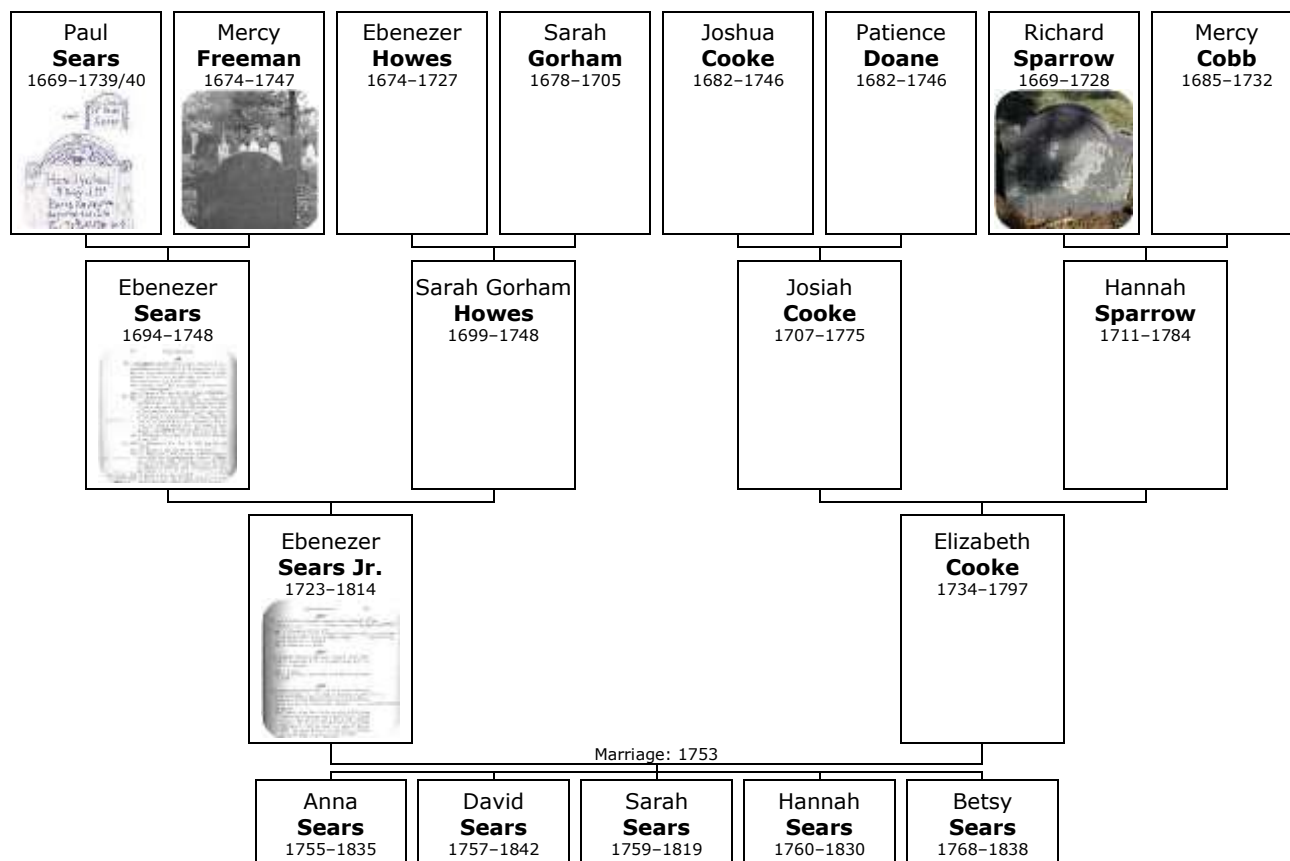 Paul
Sears
1669–1739/40
Mercy
Freeman
1674–1747
Ebenezer
Howes
1674–1727
Sarah
Gorham
1678–1705
Joshua
Cooke
1682–1746
Patience
Doane
1682–1746
Richard
Sparrow
1669–1728
Mercy
Cobb
1685–1732
Ebenezer
Sears
1694–1748
Sarah Gorham
Howes
1699–1748
Josiah
Cooke
1707–1775
Hannah
Sparrow
1711–1784
Ebenezer
Sears Jr.
1723–1814
Elizabeth
Cooke
1734–1797
Marriage: 1753
Anna
Sears
1755–1835
David
Sears
1757–1842
Sarah
Sears
1759–1819
Hannah
Sears
1760–1830
Betsy
Sears
1768–1838